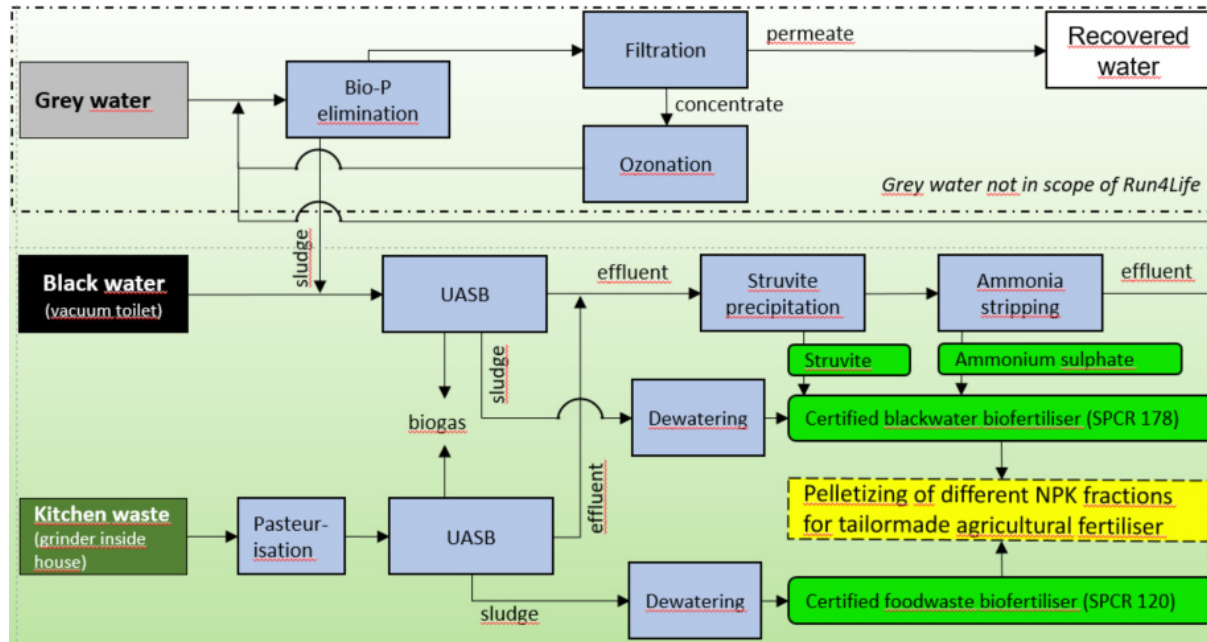 permeate
Filtration
Recovered
water
Grey water
Bio-P
elimination
concentrate
Ozonation
Grey water not in scope of Run4Life
sludge
Black water
(vacuum toilet)
UASB
effluent
Struvite
precipitation
Ammonia
stripping
effluent
Struvite
Ammonium sulphate
sludge
biogas
Dewatering
Certified blackwater biofertiliser (SPCR 178)
effluent
Pelletizing of different NPK fractions
for tailormade agricultural fertiliser
Kitchen waste
(grinder inside
house)
Pasteur-
isation
UASB
sludge
Dewatering
Certified foodwaste biofertiliser (SPCR 120)